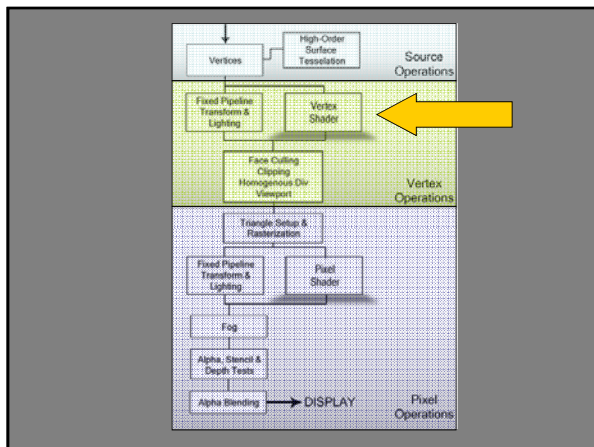 High-Order
Surface
Tesselation
Vertices
Source
Operations
Fixed Pipeline
Transform &
Lighting
Vertex
Shader
Face Culling
Clipping
Homogenous Div
Viewport
Vertex
Operations
Triangle Setup &
Rasterization
Fixed Pipeline
Transform &
Lighting
Pixel
Shader
Fog
Alpha, Stencil &
Depth Tests
Alpha Blending
DISPLAY
Pixel
Operations